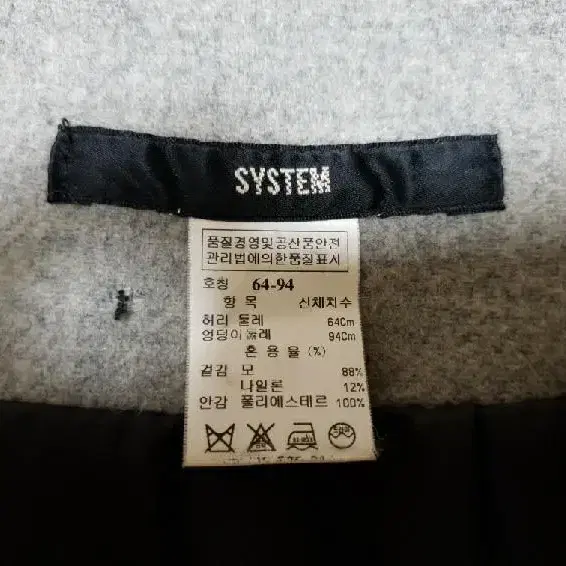 SYSTEM
품질경영및공산품안전
관리법에의한품질표시
호칭 64-94
항 목 신체치수
허리 둘레 64Cm
엉덩이둘레 94Cm
혼 용 율 (%)
겉감 모 88%
나일론 12%
안감 폴리에스테르 100%